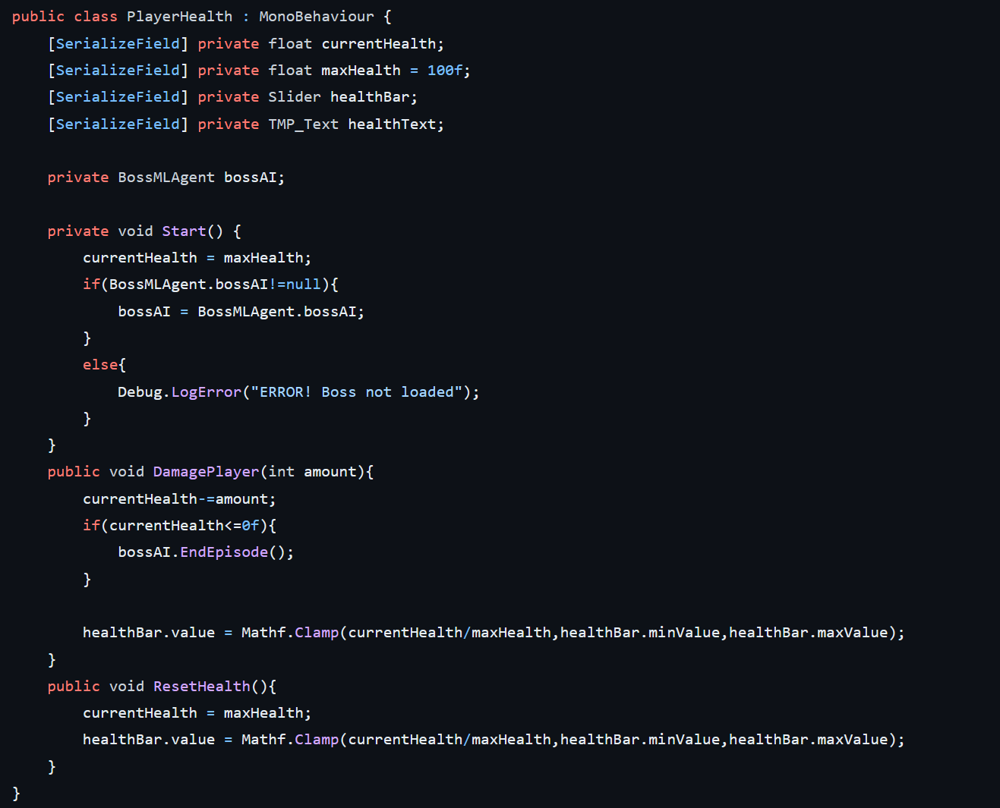 public class PlayerHealth : MonoBehaviour {
    [SerializeField] private float currentHealth;
    [SerializeField] private float maxHealth = 100f;
    [SerializeField] private Slider healthBar;
    [SerializeField] private TMP_Text healthText;

    private BossMLAgent bossAI;

    private void Start() {
        currentHealth = maxHealth;
        if(BossMLAgent.bossAI!=null){
            bossAI = BossMLAgent.bossAI;
        }
        else{
            Debug.LogError("ERROR! Boss not loaded");
        }
    }
    public void DamagePlayer(int amount){
        currentHealth-=amount;
        if(currentHealth<=0f){
            bossAI.EndEpisode();
        }

        healthBar.value = Mathf.Clamp(currentHealth/maxHealth,healthBar.minValue,healthBar.maxValue);
    }
    public void ResetHealth(){
        currentHealth = maxHealth;
        healthBar.value = Mathf.Clamp(currentHealth/maxHealth,healthBar.minValue,healthBar.maxValue);
    }
}